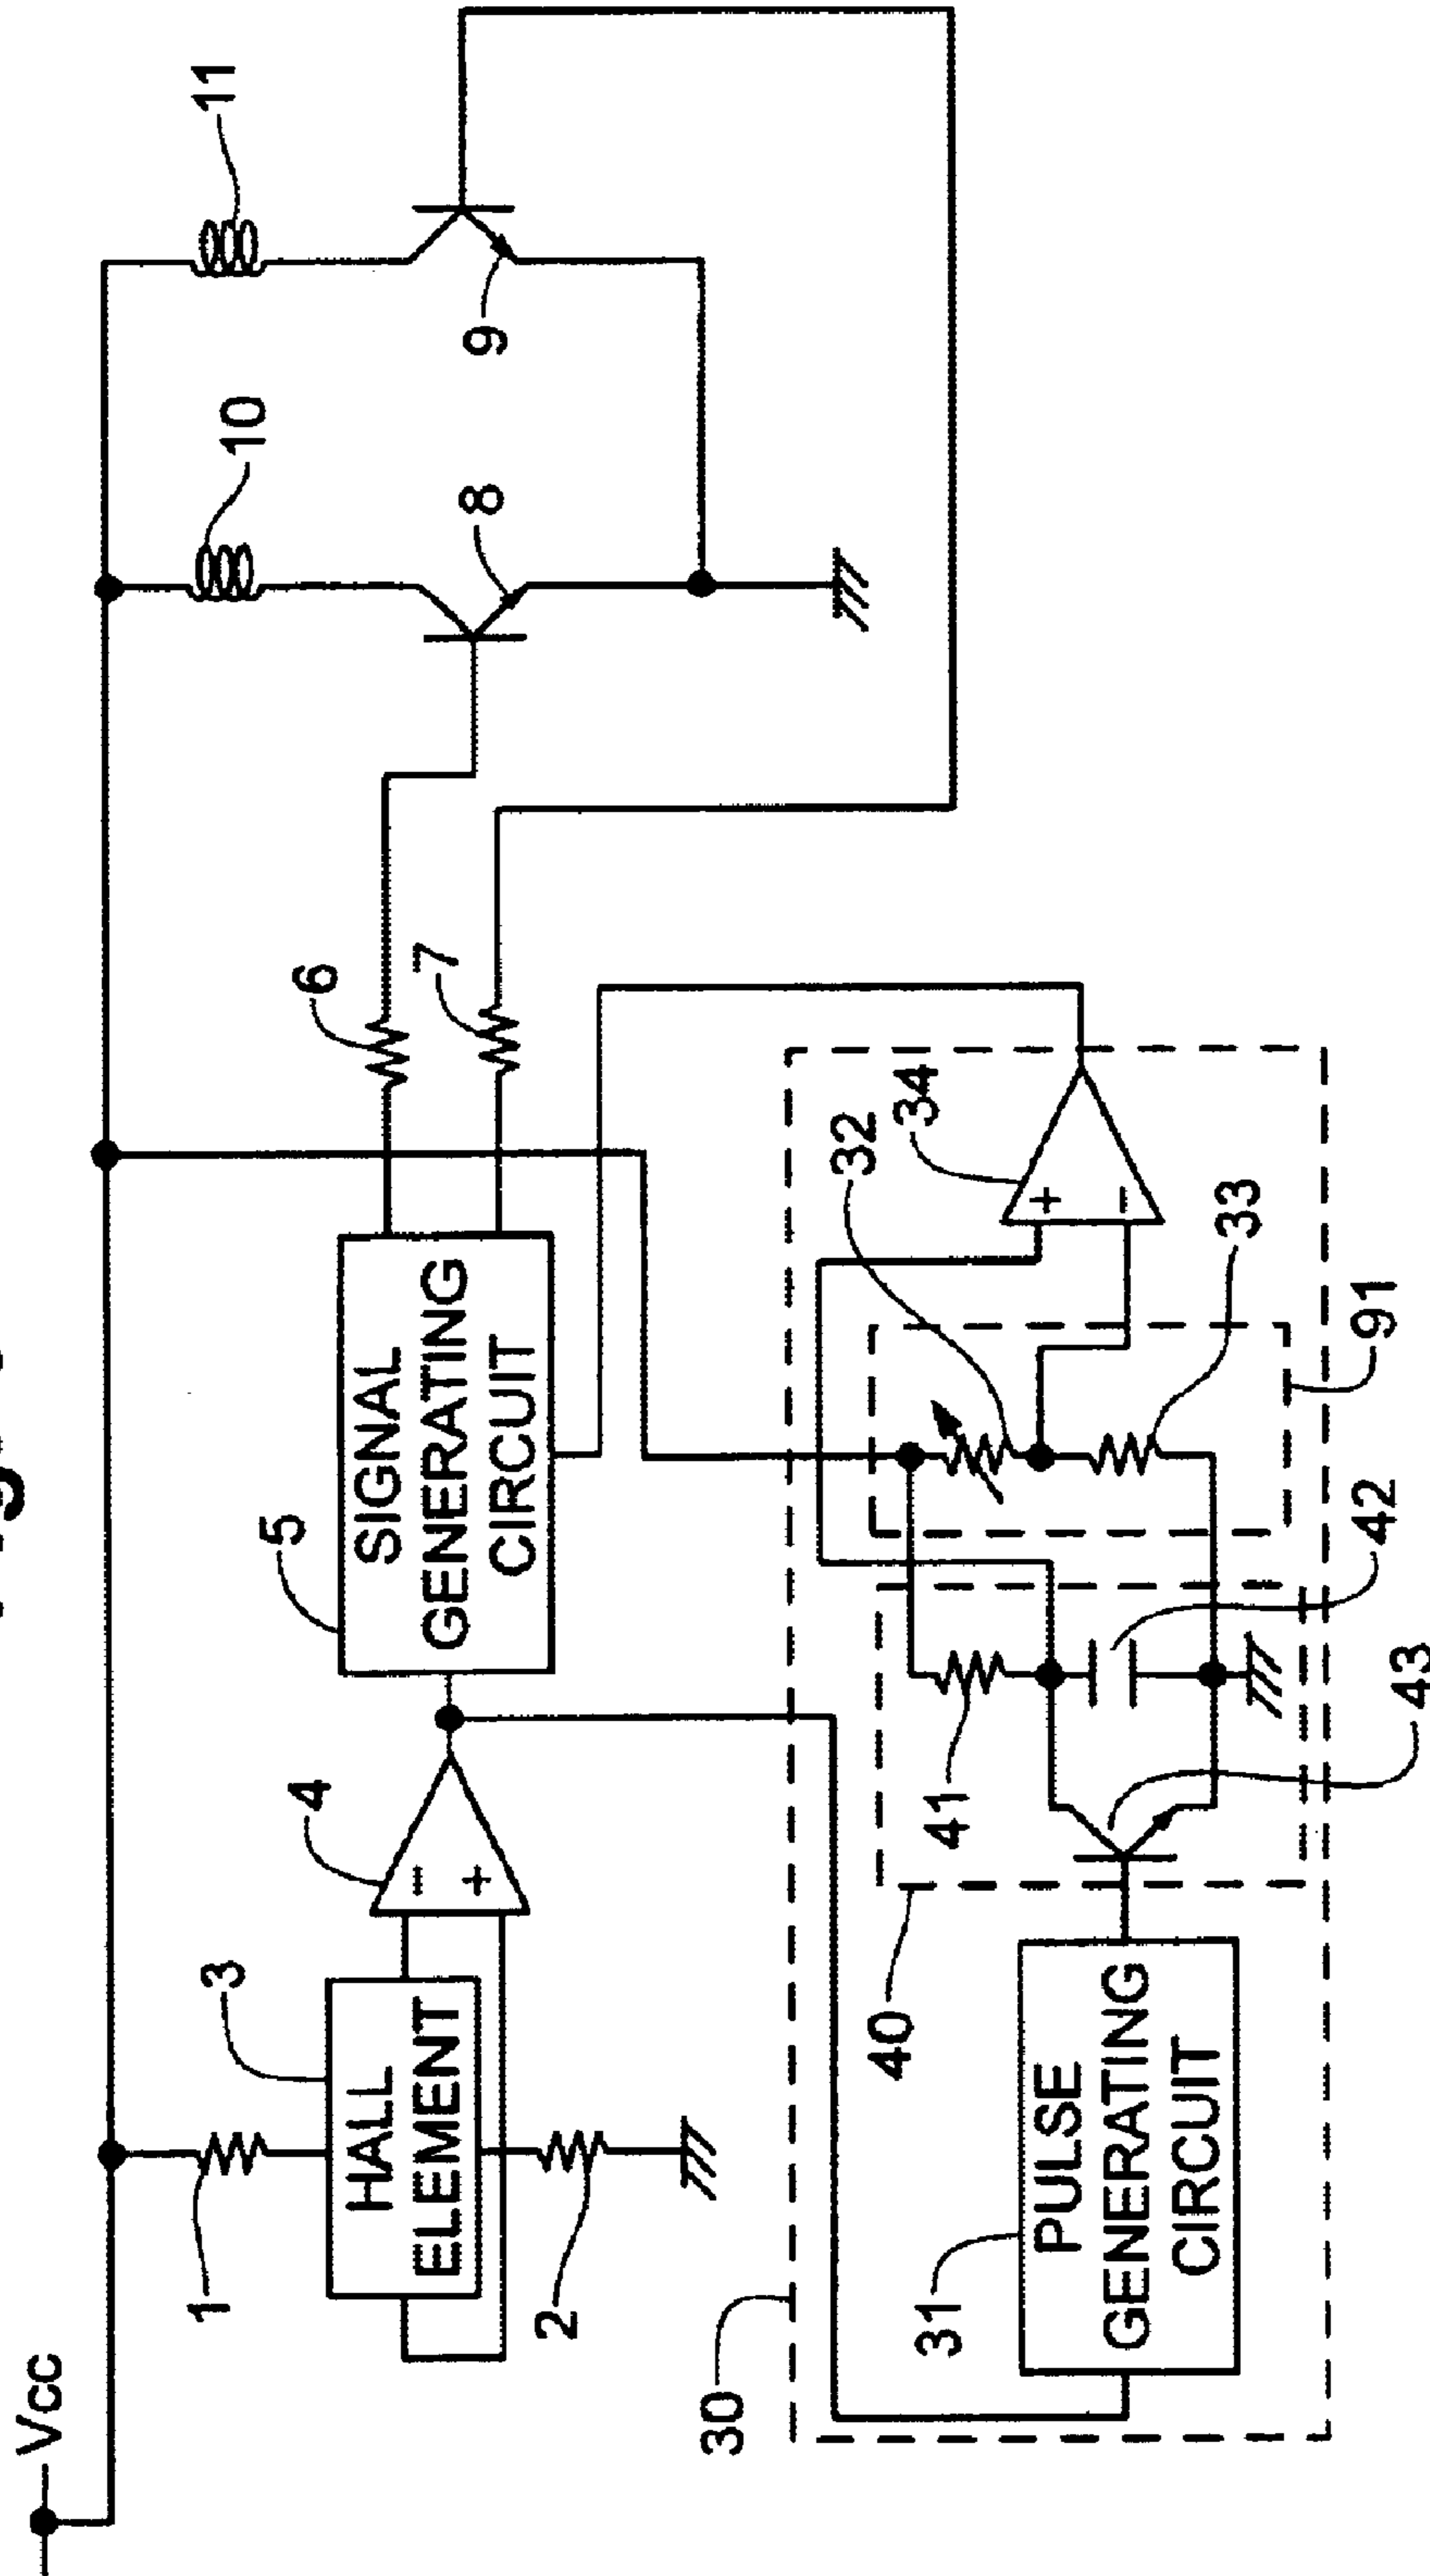 Vcc
1
3
HALL
ELEMENT
2
4
−
+
5
SIGNAL
GENERATING
CIRCUIT
6
7
10
8
11
9
30
31
PULSE
GENERATING
CIRCUIT
40
41
43
42
32
34
+
−
33
91